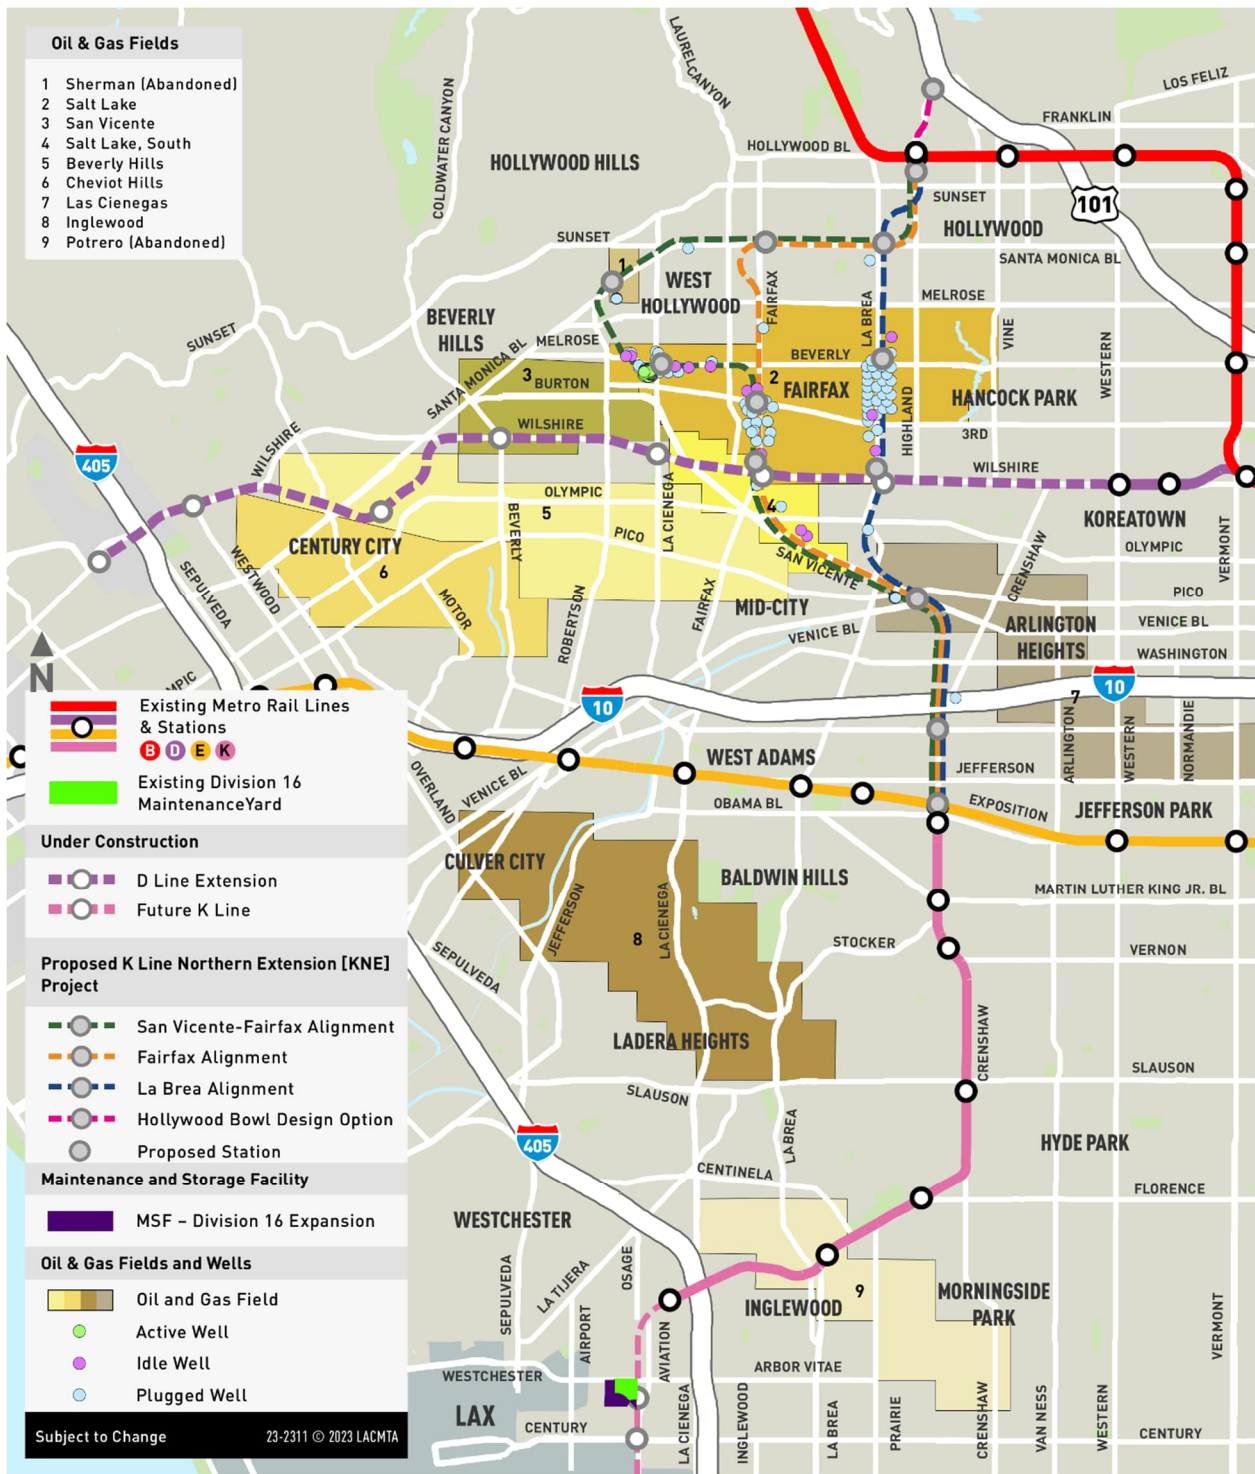 Oil & Gas Fields
1 Sherman (Abandoned)
2 Salt Lake
3 San Vicente
4 Salt Lake, South
5 Beverly Hills
6 Cheviot Hills
7 Las Cienegas
8 Inglewood
9 Potrero (Abandoned)
COLDWATER CANYON
LAURELCANYON
LOS FELIZ
FRANKLIN
HOLLYWOOD BL
HOLLYWOOD HILLS
SUNSET
101
HOLLYWOOD
SUNSET
SANTA MONICA BL
1
WEST
HOLLYWOOD
FAIRFAX
LA BREA
MELROSE
VINE
WESTERN
BEVERLY
HILLS
SUNSET
SANTA MONICA BL
MELROSE
BEVERLY
3
BURTON
2
FAIRFAX
HIGHLAND
HANCOCK PARK
3RD
WILSHIRE
WILSHIRE
405
WILSHIRE
OLYMPIC
LA CIENEGA
4
KOREATOWN
VERMONT
5
BEVERLY
PICO
CENTURY CITY
6
SAN VICENTE
CRENSHAW
OLYMPIC
SEPULVEDA
WESTWOOD
MOTOR
ROBERTSON
FAIRFAX
MID-CITY
VENICE BL
PICO
ARLINGTON
HEIGHTS
VENICE BL
WASHINGTON
N
MPIC
10
10
7
ARLINGTON
WESTERN
NORMANDIE
Existing Metro Rail Lines
& Stations
B D E K
Existing Division 16
MaintenanceYard
OVERLAND
VENICE BL
WEST ADAMS
OBAMA BL
JEFFERSON
EXPOSITION
JEFFERSON PARK
Under Construction
D Line Extension
Future K Line
CULVER CITY
JEFFERSON
LA CIENEGA
BALDWIN HILLS
MARTIN LUTHER KING JR. BL
8
STOCKER
VERNON
SEPULVEDA
Proposed K Line Northern Extension [KNE]
Project
San Vicente-Fairfax Alignment
Fairfax Alignment
La Brea Alignment
Hollywood Bowl Design Option
Proposed Station
LADERA HEIGHTS
CRENSHAW
SLAUSON
SLAUSON
405
LA BREA
HYDE PARK
Maintenance and Storage Facility
MSF – Division 16 Expansion
CENTINELA
FLORENCE
WESTCHESTER
Oil & Gas Fields and Wells
Oil and Gas Field
Active Well
Idle Well
Plugged Well
SEPULVEDA
LA TIJERA
OSAGE
AIRPORT
AVIATION
INGLEWOOD
9
MORNINGSIDE
PARK
VERMONT
WESTCHESTER
ARBOR VITAE
LAX
CENTURY
LA CIENEGA
INGLEWOOD
LA BREA
PRAIRIE
CRENSHAW
VAN NESS
WESTERN
CENTURY
Subject to Change
23-2311 © 2023 LACMTA